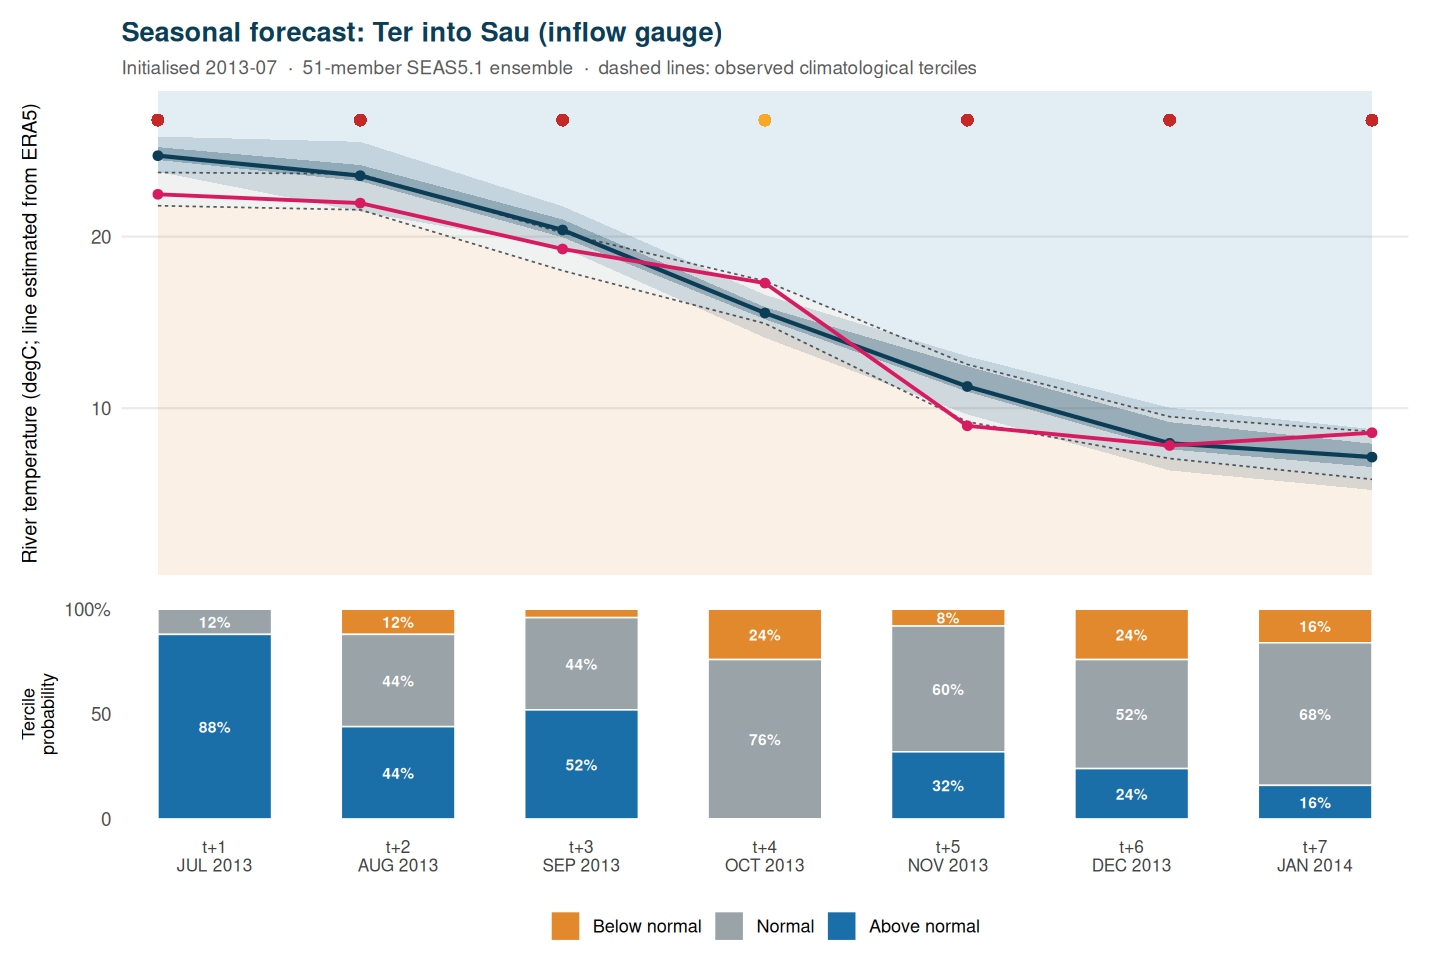 Seasonal forecast: Ter into Sau (inflow gauge)
Initialised 2013-07 · 51-member SEAS5.1 ensemble · dashed lines: observed climatological terciles
River temperature (degC; line estimated from ERA5)
20
10
Tercile
probability
100%
50
0
12%
88%
12%
44%
44%
44%
52%
24%
76%
8%
60%
32%
24%
52%
24%
16%
68%
16%
t+1
JUL 2013
t+2
AUG 2013
t+3
SEP 2013
t+4
OCT 2013
t+5
NOV 2013
t+6
DEC 2013
t+7
JAN 2014
Below normal Normal Above normal